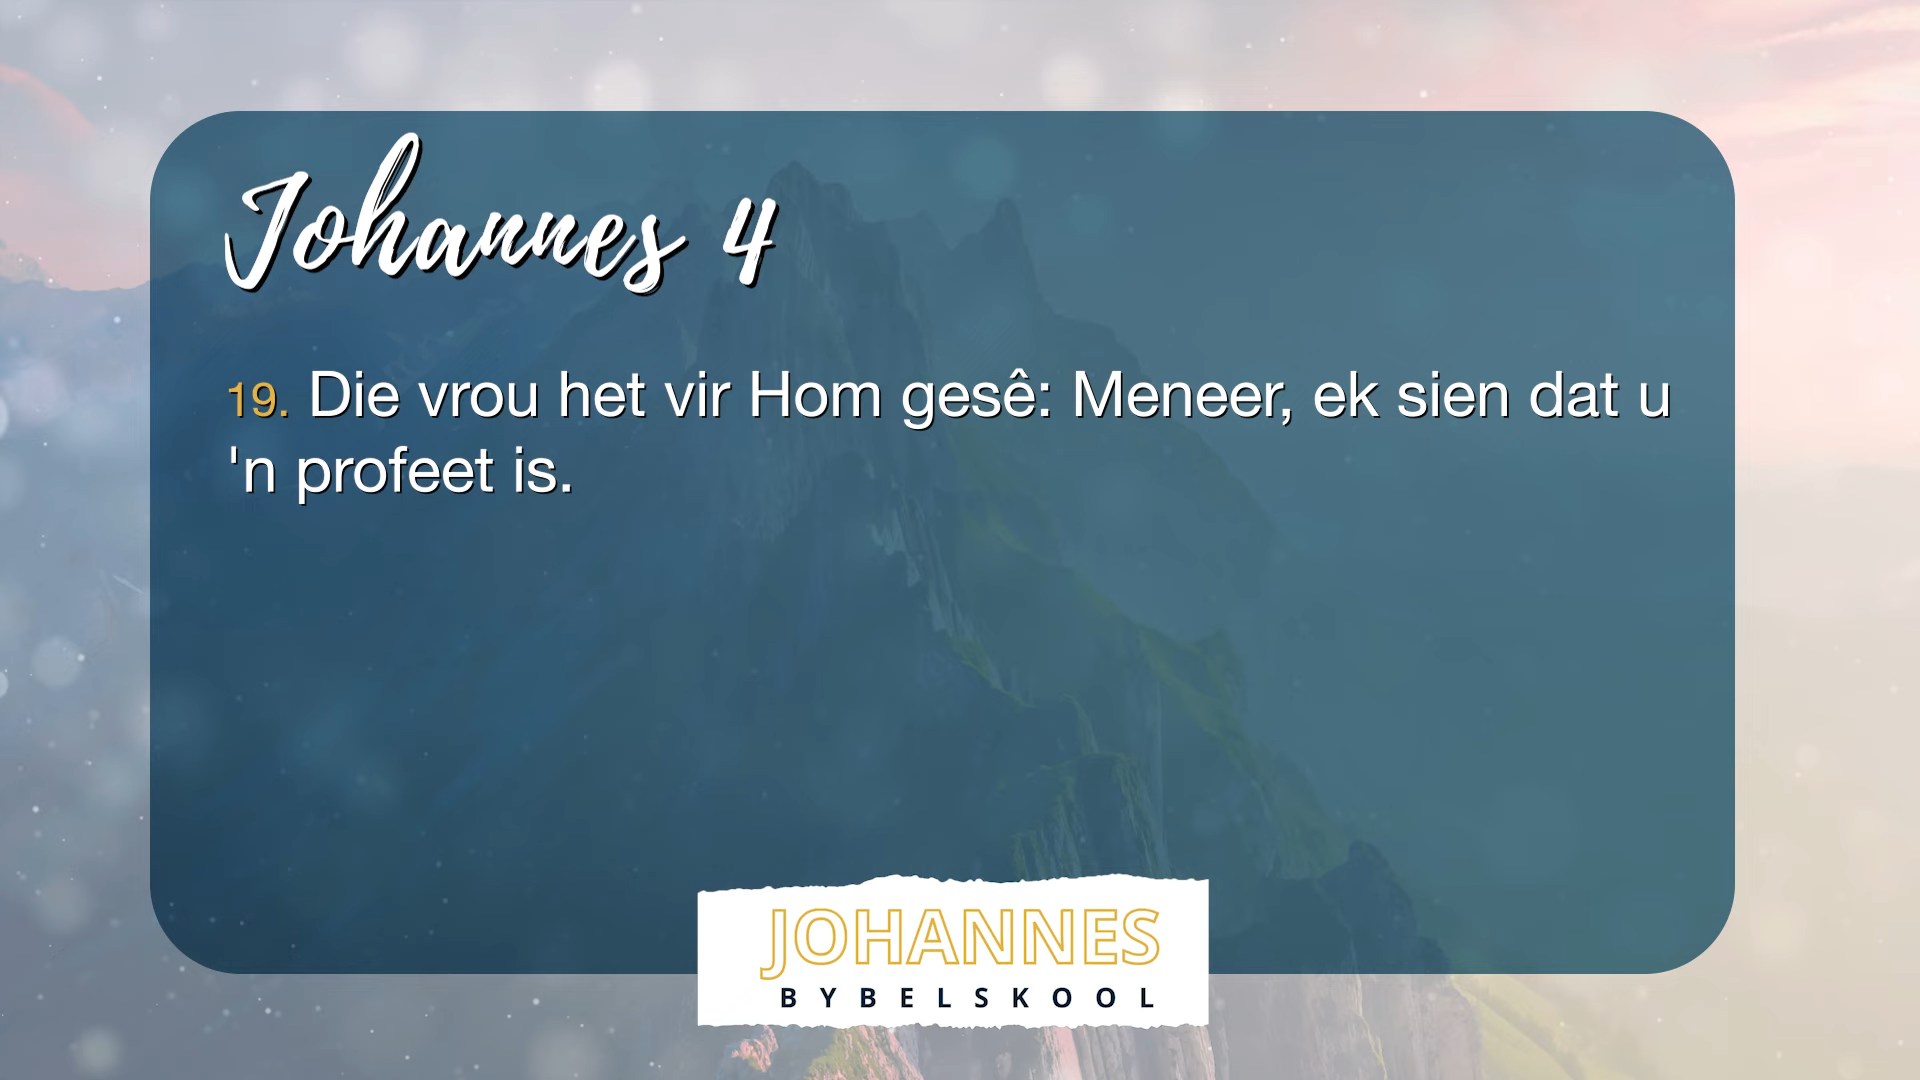 Johannes 4
19. Die vrou het vir Hom gesê: Meneer, ek sien dat u
'n profeet is.
JOHANNES
BYBELSKOOL